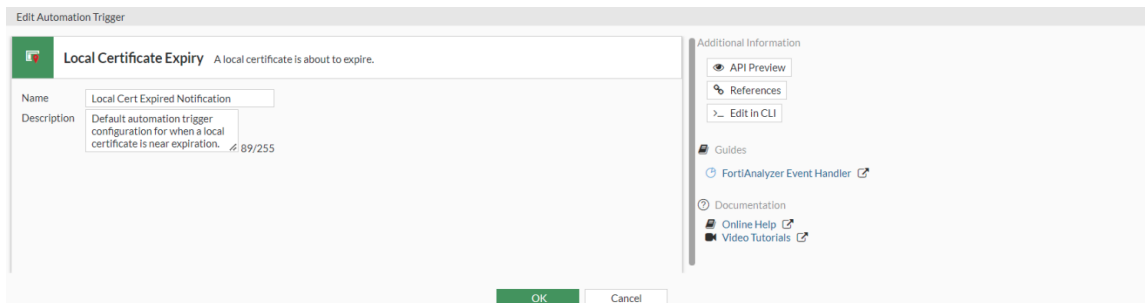 Edit Automation Trigger
Local Certificate Expiry A local certificate is about to expire.
Name Local Cert Expired Notification
Description Default automation trigger
configuration for when a local
certificate is near expiration.
89/255
Additional Information
API Preview
References
>_ Edit in CLI
Guides
FortiAnalyzer Event Handler
Documentation
Online Help
Video Tutorials
OK Cancel